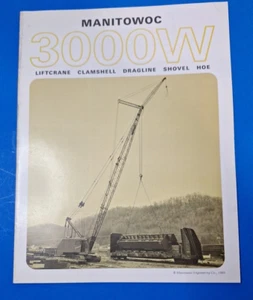 MANITOWOC
3000W
LIFTCRANE CLAMSHELL DRAGLINE SHOVEL HOE